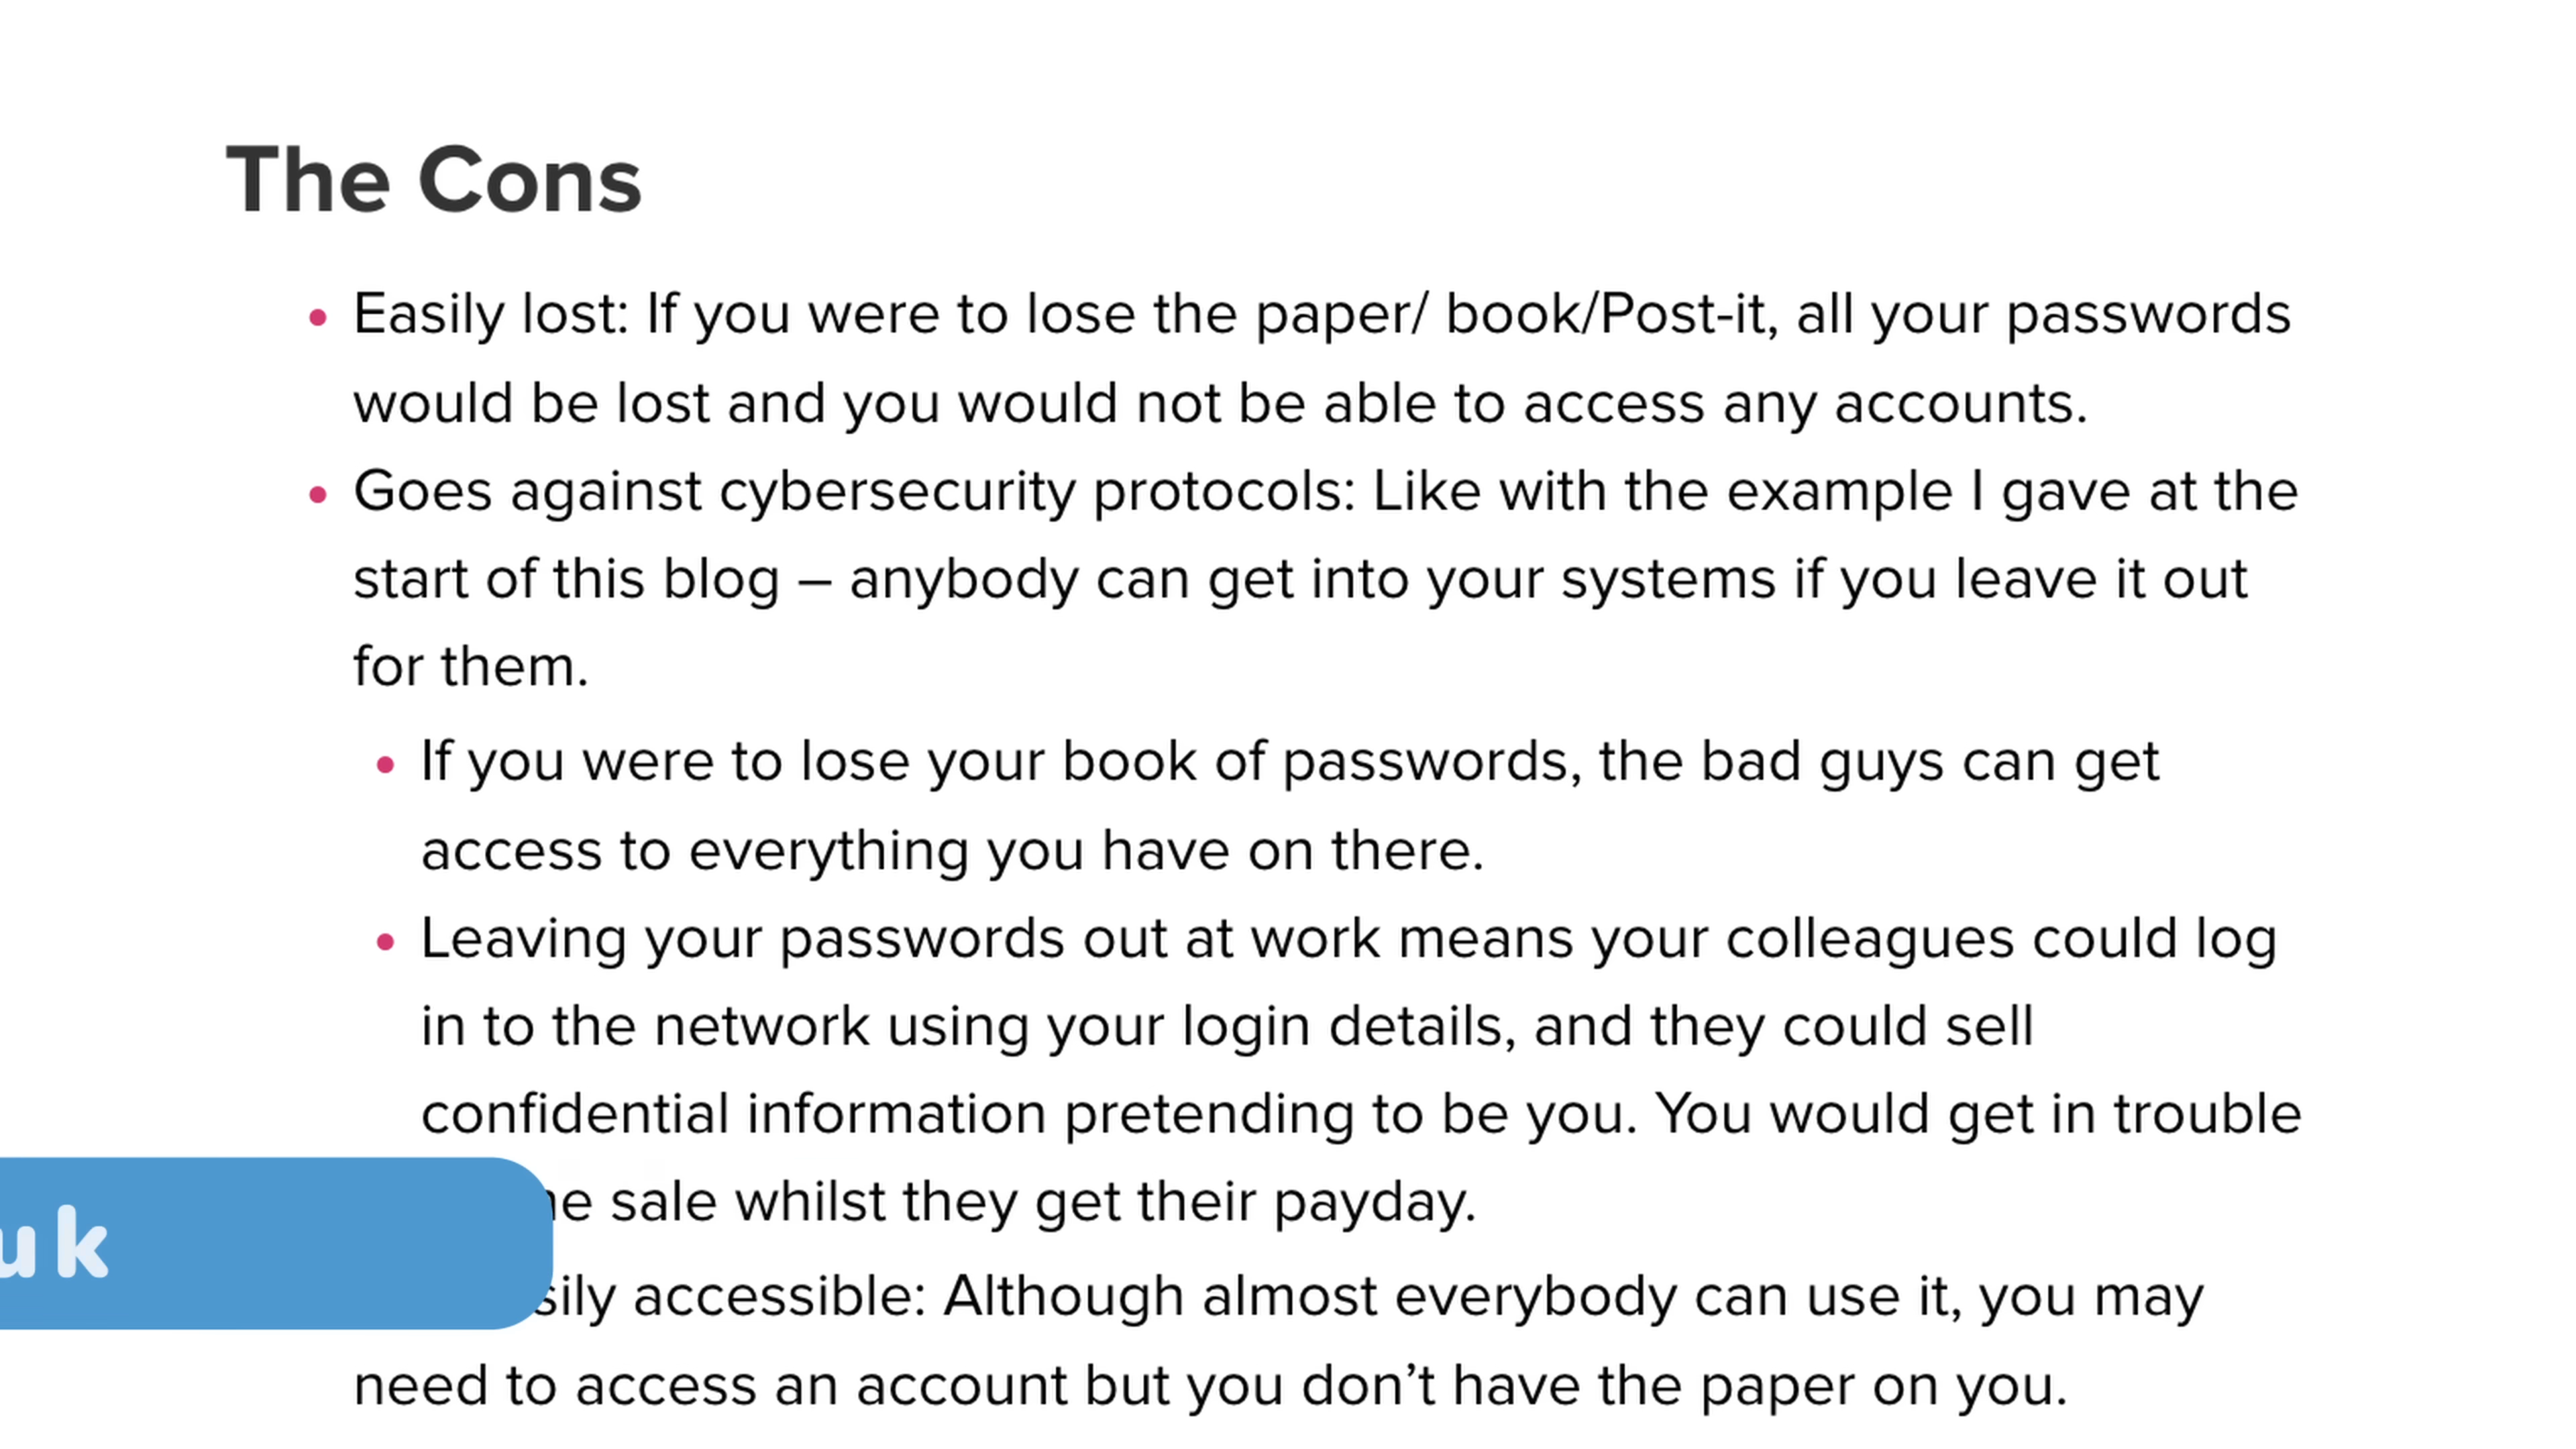 The Cons
Easily lost: If you were to lose the paper/ book/Post-it, all your passwords
would be lost and you would not be able to access any accounts.
Goes against cybersecurity protocols: Like with the example I gave at the
start of this blog – anybody can get into your systems if you leave it out
for them.
If you were to lose your book of passwords, the bad guys can get
access to everything you have on there.
Leaving your passwords out at work means your colleagues could log
in to the network using your login details, and they could sell
confidential information pretending to be you. You would get in trouble
sale whilst they get their payday.
uk
accessible: Although almost everybody can use it, you may
need to access an account but you don’t have the paper on you.